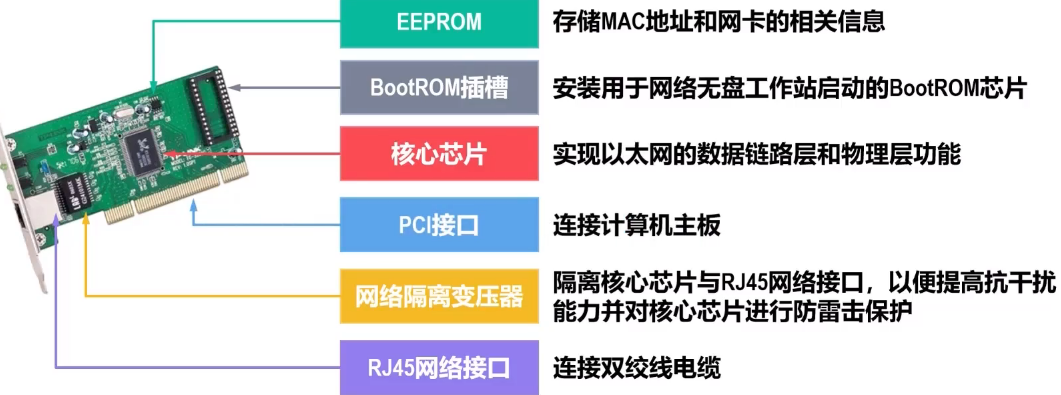 EEPROM 存储MAC地址和网卡的相关信息
BootROM插槽 安装用于网络无盘工作站启动的BootROM芯片
核心芯片 实现以太网的数据链路层和物理层功能
PCI接口 连接计算机主板
网络隔离变压器 隔离核心芯片与RJ45网络接口，以便提高抗干扰
能力并对核心芯片进行防雷击保护
RJ45网络接口 连接双绞线电缆